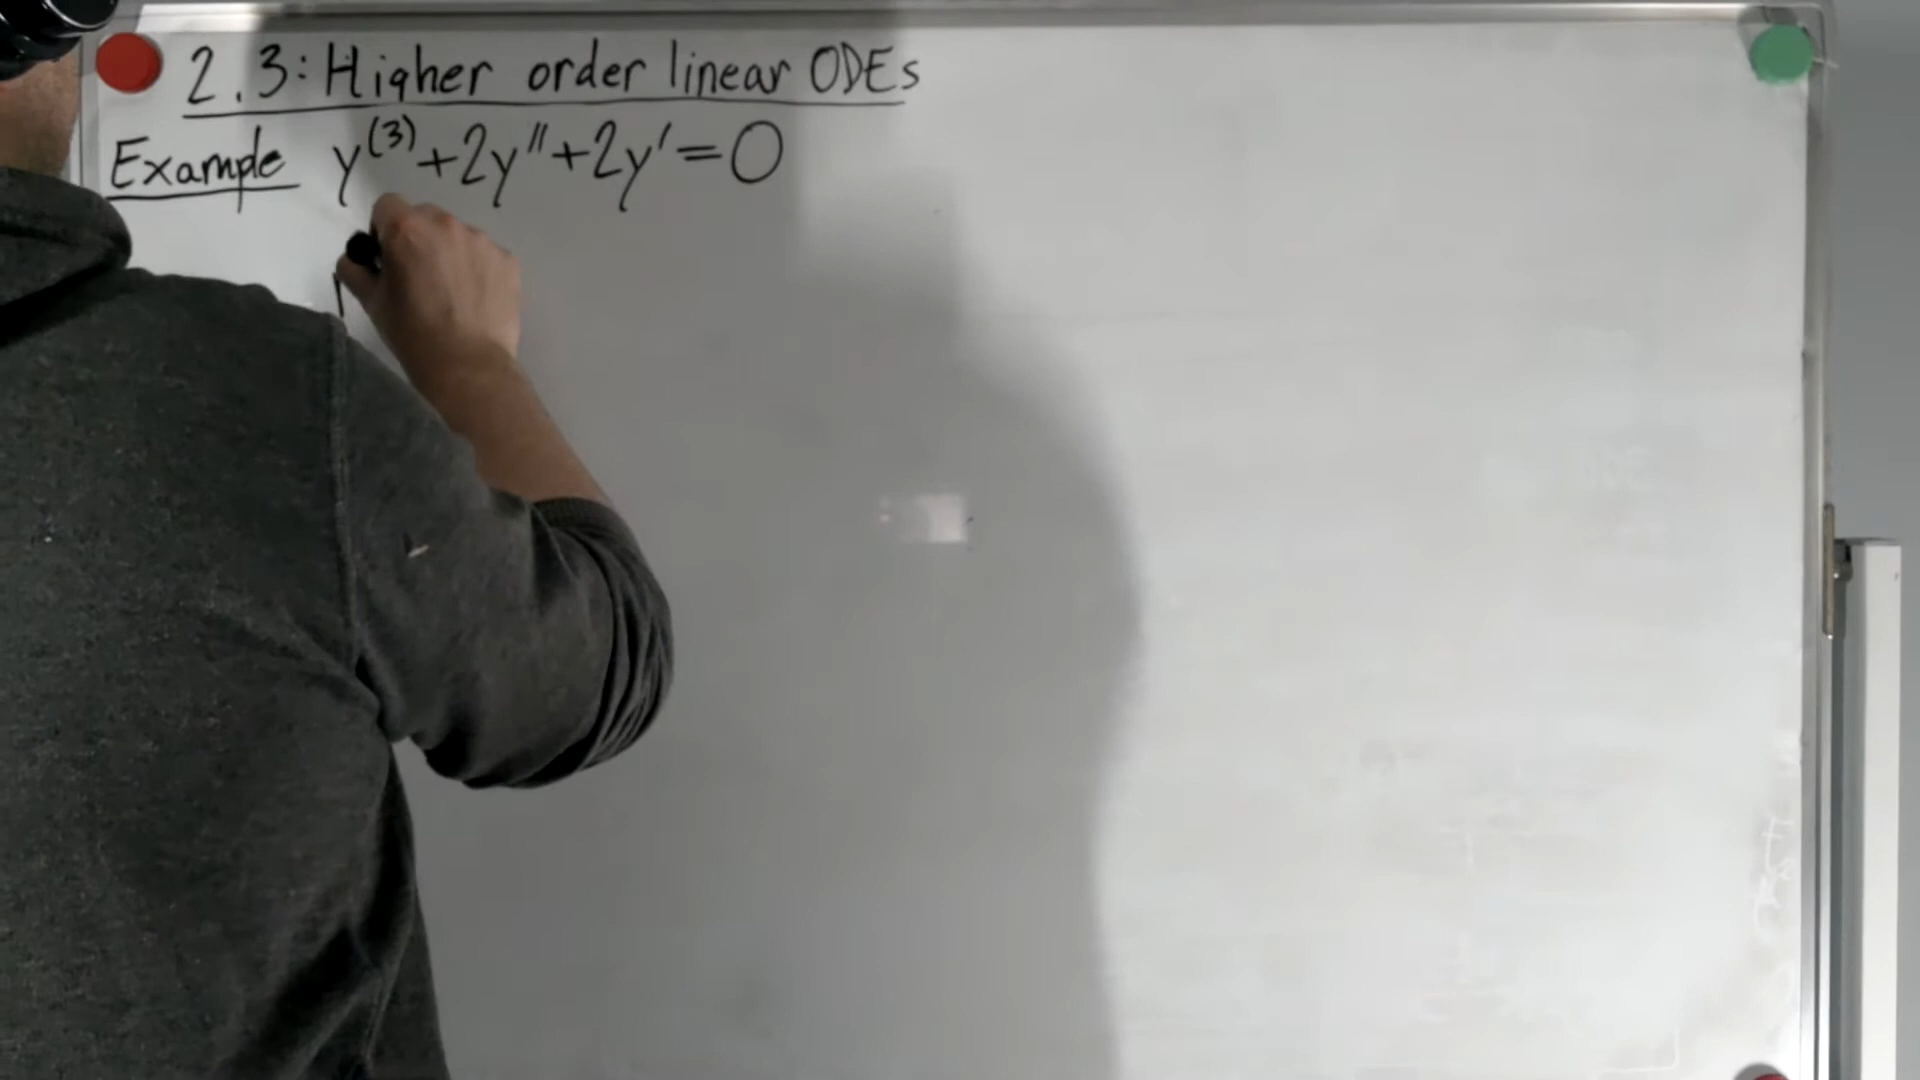 2.3: Higher order linear ODEs
Example y⁽³⁾+2y''+2y'=0